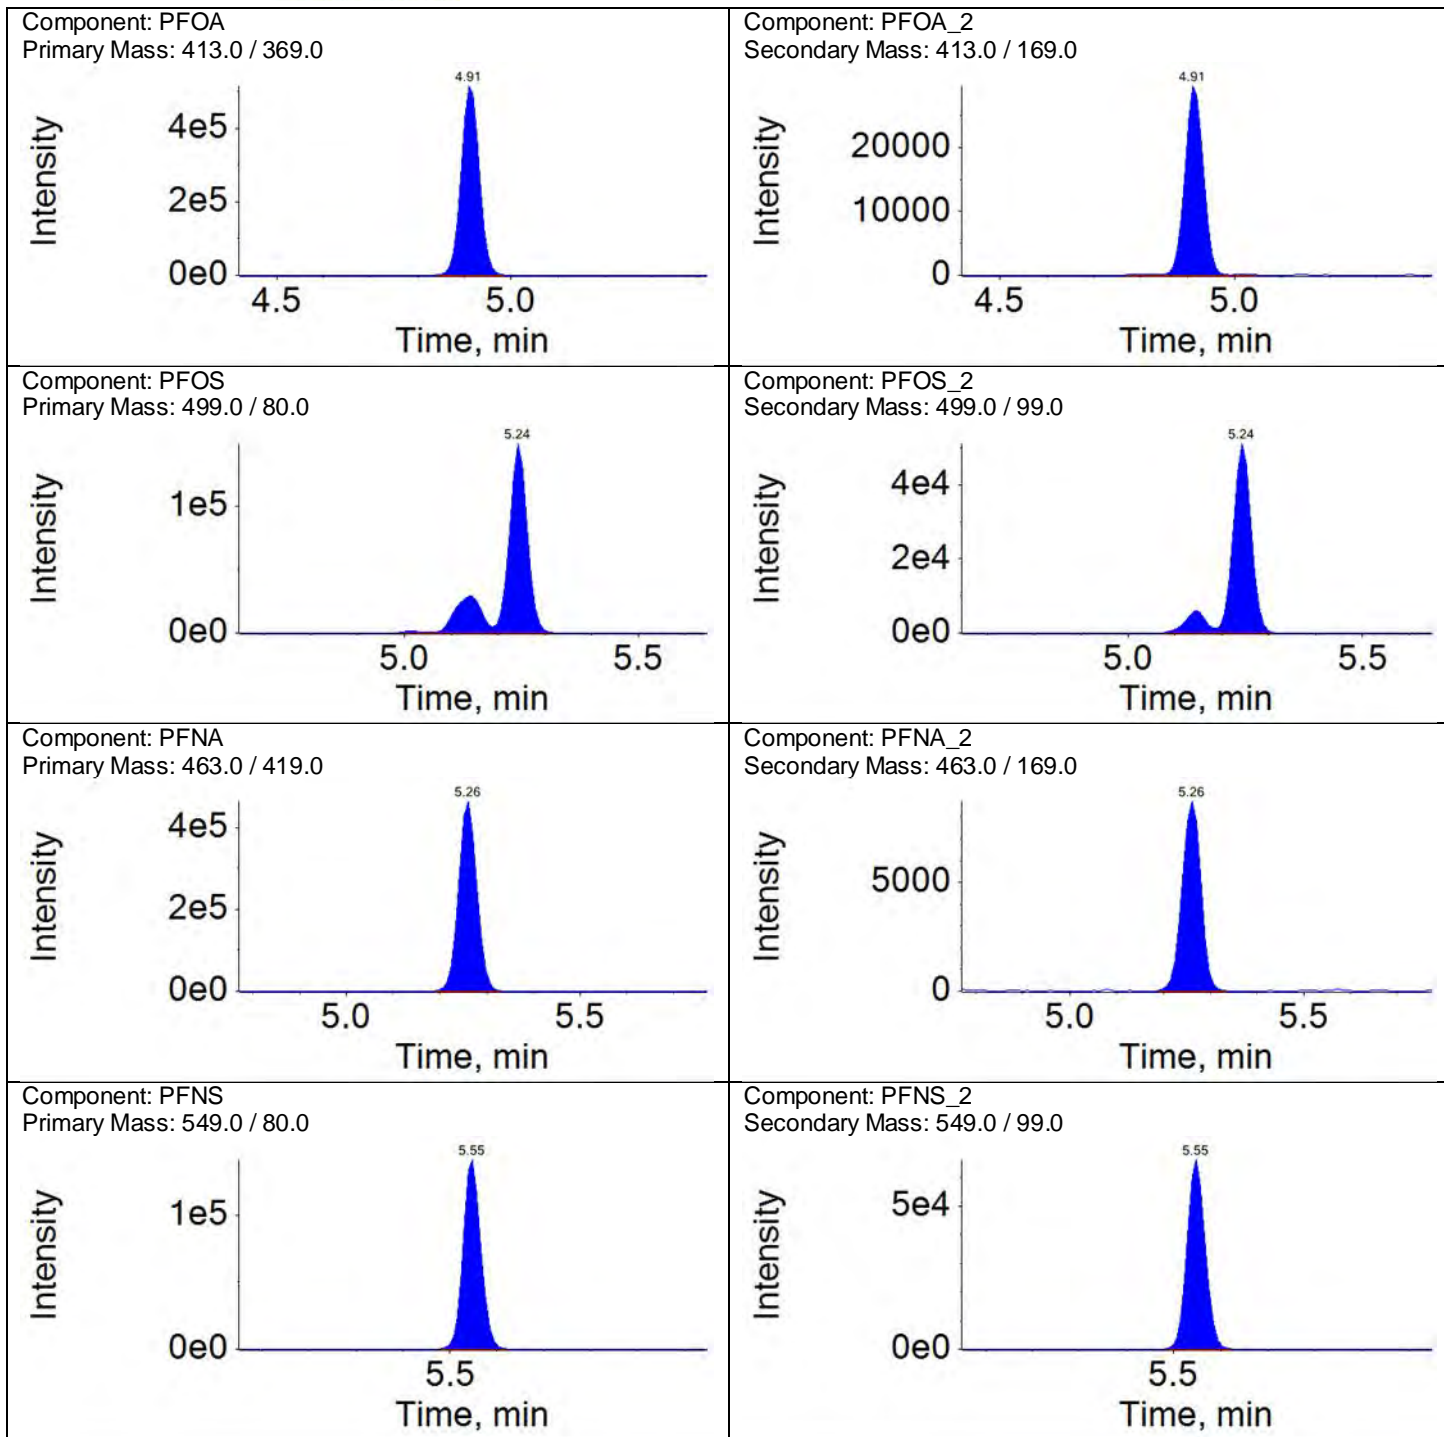 Component: PFOA
Primary Mass: 413.0 / 369.0
4.91
Intensity
4e5
2e5
0e0
4.5 5.0
Time, min
Component: PFOA_2
Secondary Mass: 413.0 / 169.0
4.91
Intensity
20000
10000
0
4.5 5.0
Time, min
Component: PFOS
Primary Mass: 499.0 / 80.0
5.24
Intensity
1e5
0e0
5.0 5.5
Time, min
Component: PFOS_2
Secondary Mass: 499.0 / 99.0
5.24
Intensity
4e4
2e4
0e0
5.0 5.5
Time, min
Component: PFNA
Primary Mass: 463.0 / 419.0
5.26
Intensity
4e5
2e5
0e0
5.0 5.5
Time, min
Component: PFNA_2
Secondary Mass: 463.0 / 169.0
5.26
Intensity
5000
0
5.0 5.5
Time, min
Component: PFNS
Primary Mass: 549.0 / 80.0
5.55
Intensity
1e5
0e0
5.5
Time, min
Component: PFNS_2
Secondary Mass: 549.0 / 99.0
5.55
Intensity
5e4
0e0
5.5
Time, min